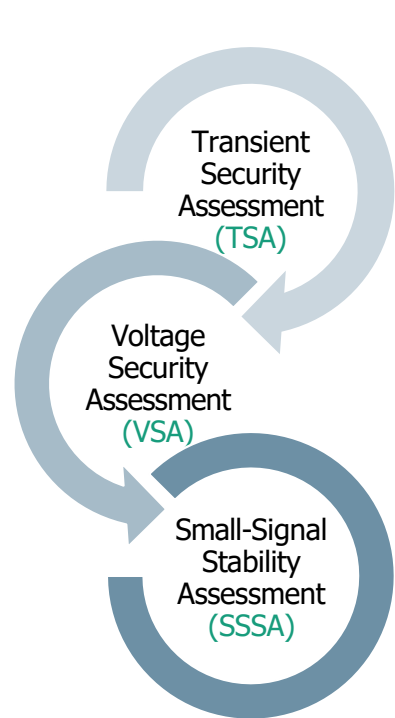 Transient
Security
Assessment
(TSA)
Voltage
Security
Assessment
(VSA)
Small-Signal
Stability
Assessment
(SSSA)